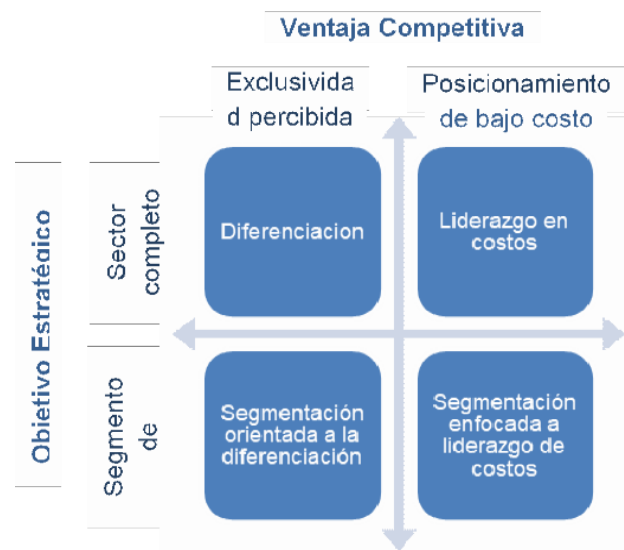 Ventaja Competitiva
Exclusivida
d percibida
Posicionamiento
de bajo costo
Objetivo Estratégico
Sector
completo
Diferenciacion
Liderazgo en
costos
Segmento
de
Segmentación
orientada a la
diferenciación
Segmentación
enfocada a
liderazgo de
costos